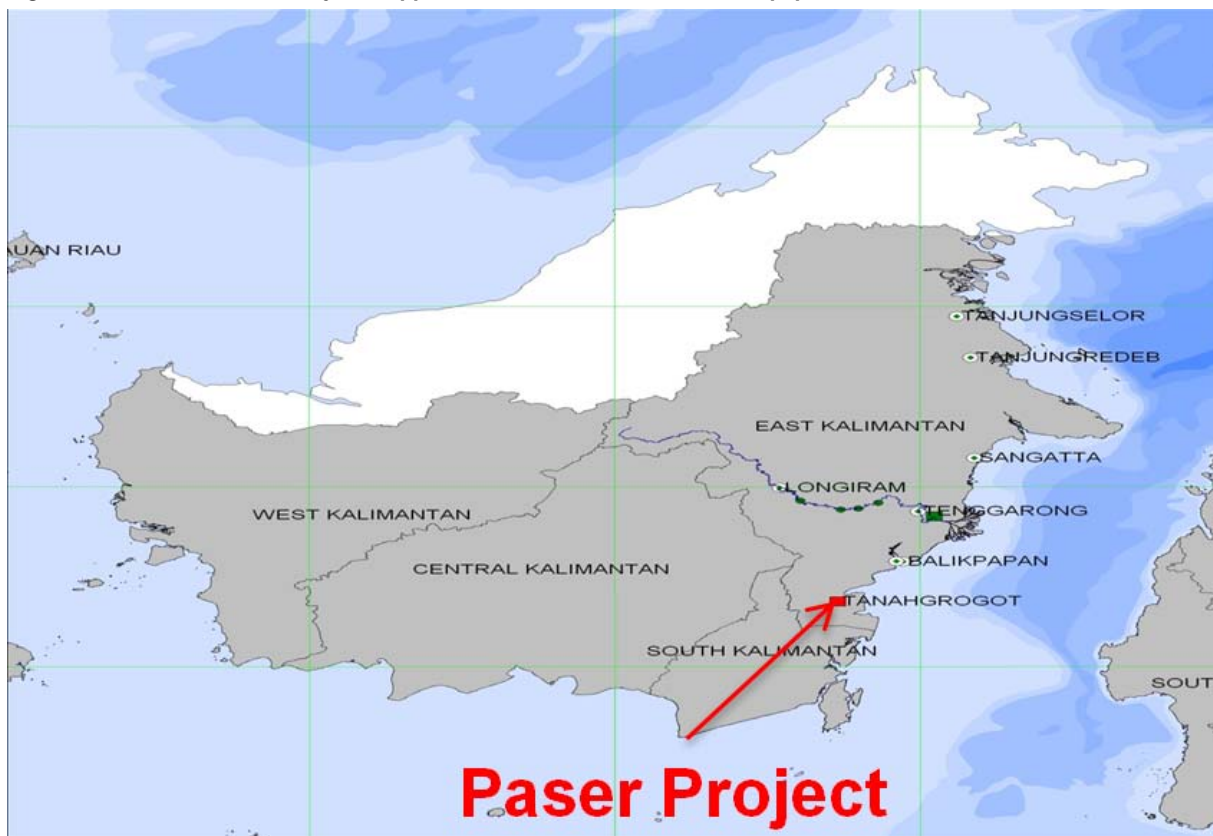 UAN RIAU
TANJUNGSELOR
TANJUNGREDEB
EAST KALIMANTAN
SANGATTA
LONGIRAM
WEST KALIMANTAN
TENGGARONG
BALIKPAPAN
CENTRAL KALIMANTAN
TANAHGROGOT
SOUTH KALIMANTAN
SOUT
Paser Project